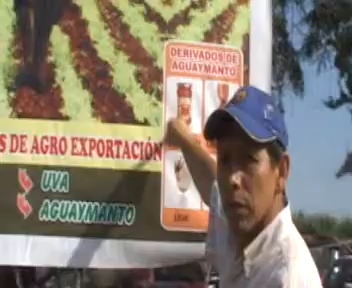 DERIVADOS DE
AGUAYMANTO
S DE AGRO EXPORTACIÓN
UVA
AGUAYMANTO